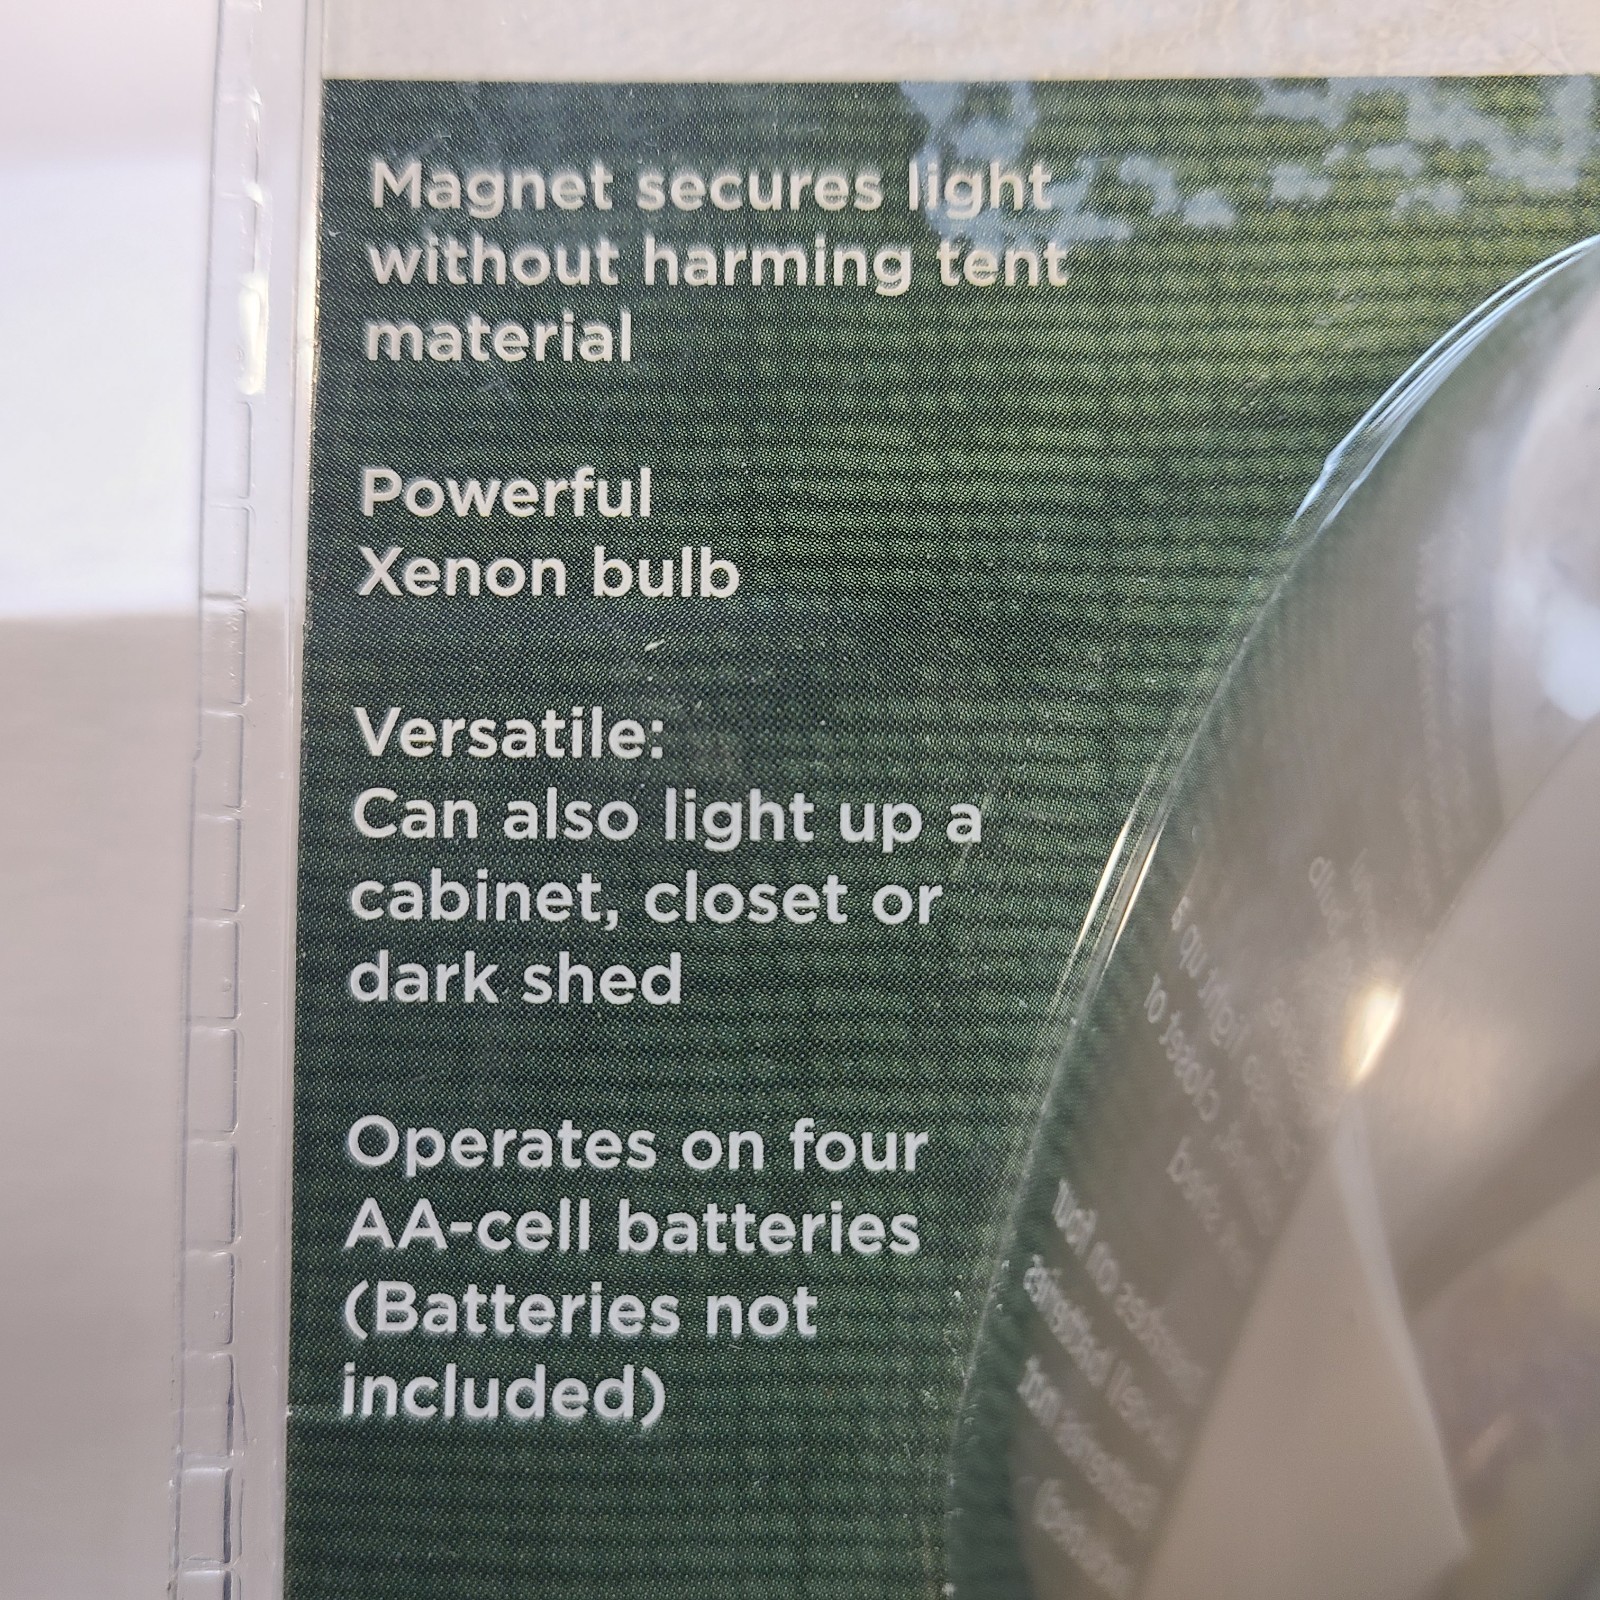 Magnet secures light
without harming tent
material
Powerful
Xenon bulb
Versatile:
Can also light up a
cabinet, closet or
dark shed
Operates on four
AA-cell batteries
(Batteries not
included)